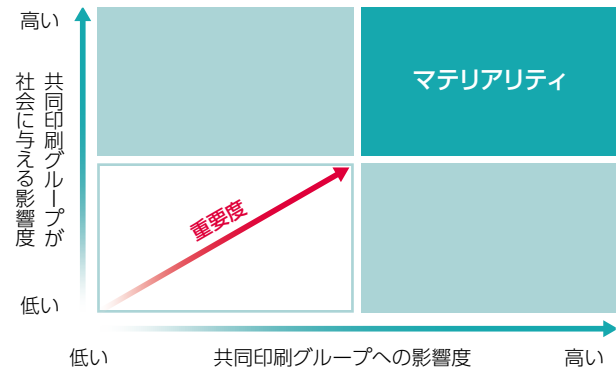 高い
マテリアリティ
共同印刷グループが
社会に与える影響度
重要度
低い
低い
共同印刷グループへの影響度
高い